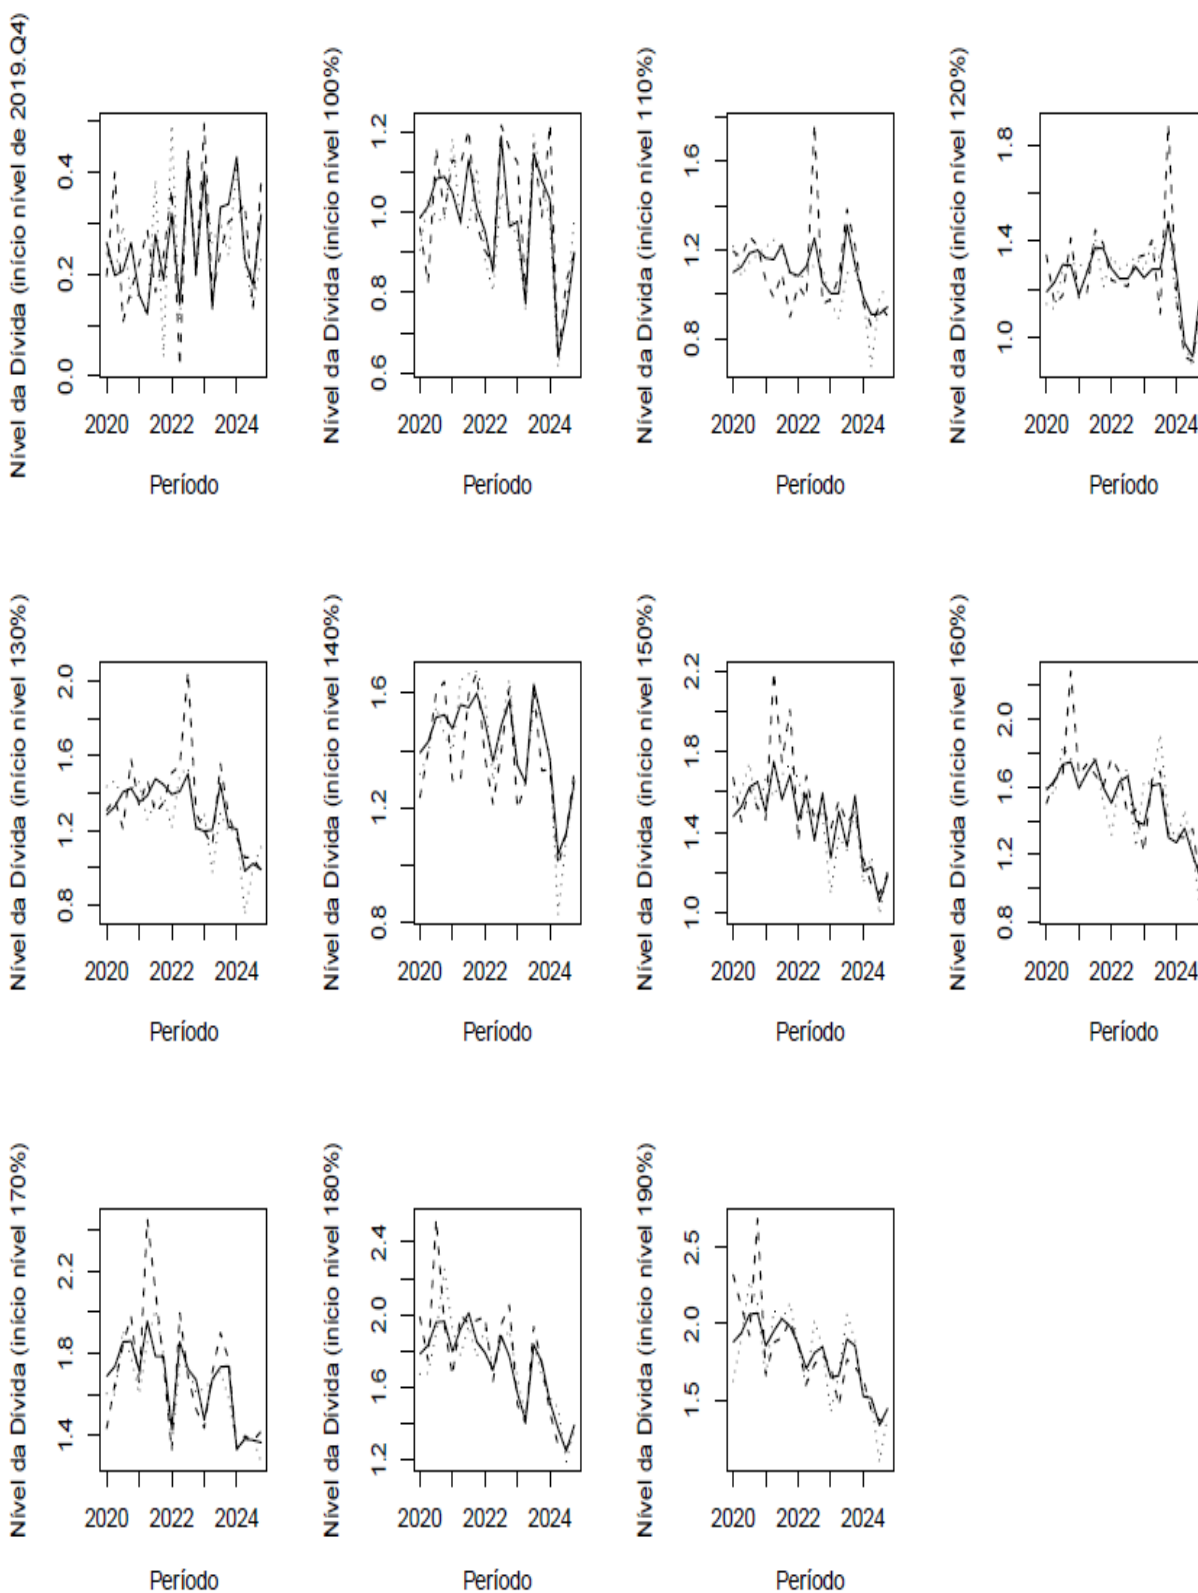 Nível da Dívida (início nível de 2019.Q4)
0.0 0.2 0.4
2020 2022 2024
Período
Nível da Dívida (início nível 100%)
0.6 0.8 1.0 1.2
2020 2022 2024
Período
Nível da Dívida (início nível 110%)
0.8 1.2 1.6
2020 2022 2024
Período
Nível da Dívida (início nível 120%)
1.0 1.4 1.8
2020 2022 2024
Período
Nível da Dívida (início nível 130%)
0.8 1.2 1.6 2.0
2020 2022 2024
Período
Nível da Dívida (início nível 140%)
0.8 1.2 1.6
2020 2022 2024
Período
Nível da Dívida (início nível 150%)
1.0 1.4 1.8 2.2
2020 2022 2024
Período
Nível da Dívida (início nível 160%)
0.8 1.2 1.6 2.0
2020 2022 2024
Período
Nível da Dívida (início nível 170%)
1.4 1.8 2.2
2020 2022 2024
Período
Nível da Dívida (início nível 180%)
1.2 1.6 2.0 2.4
2020 2022 2024
Período
Nível da Dívida (início nível 190%)
1.5 2.0 2.5
2020 2022 2024
Período